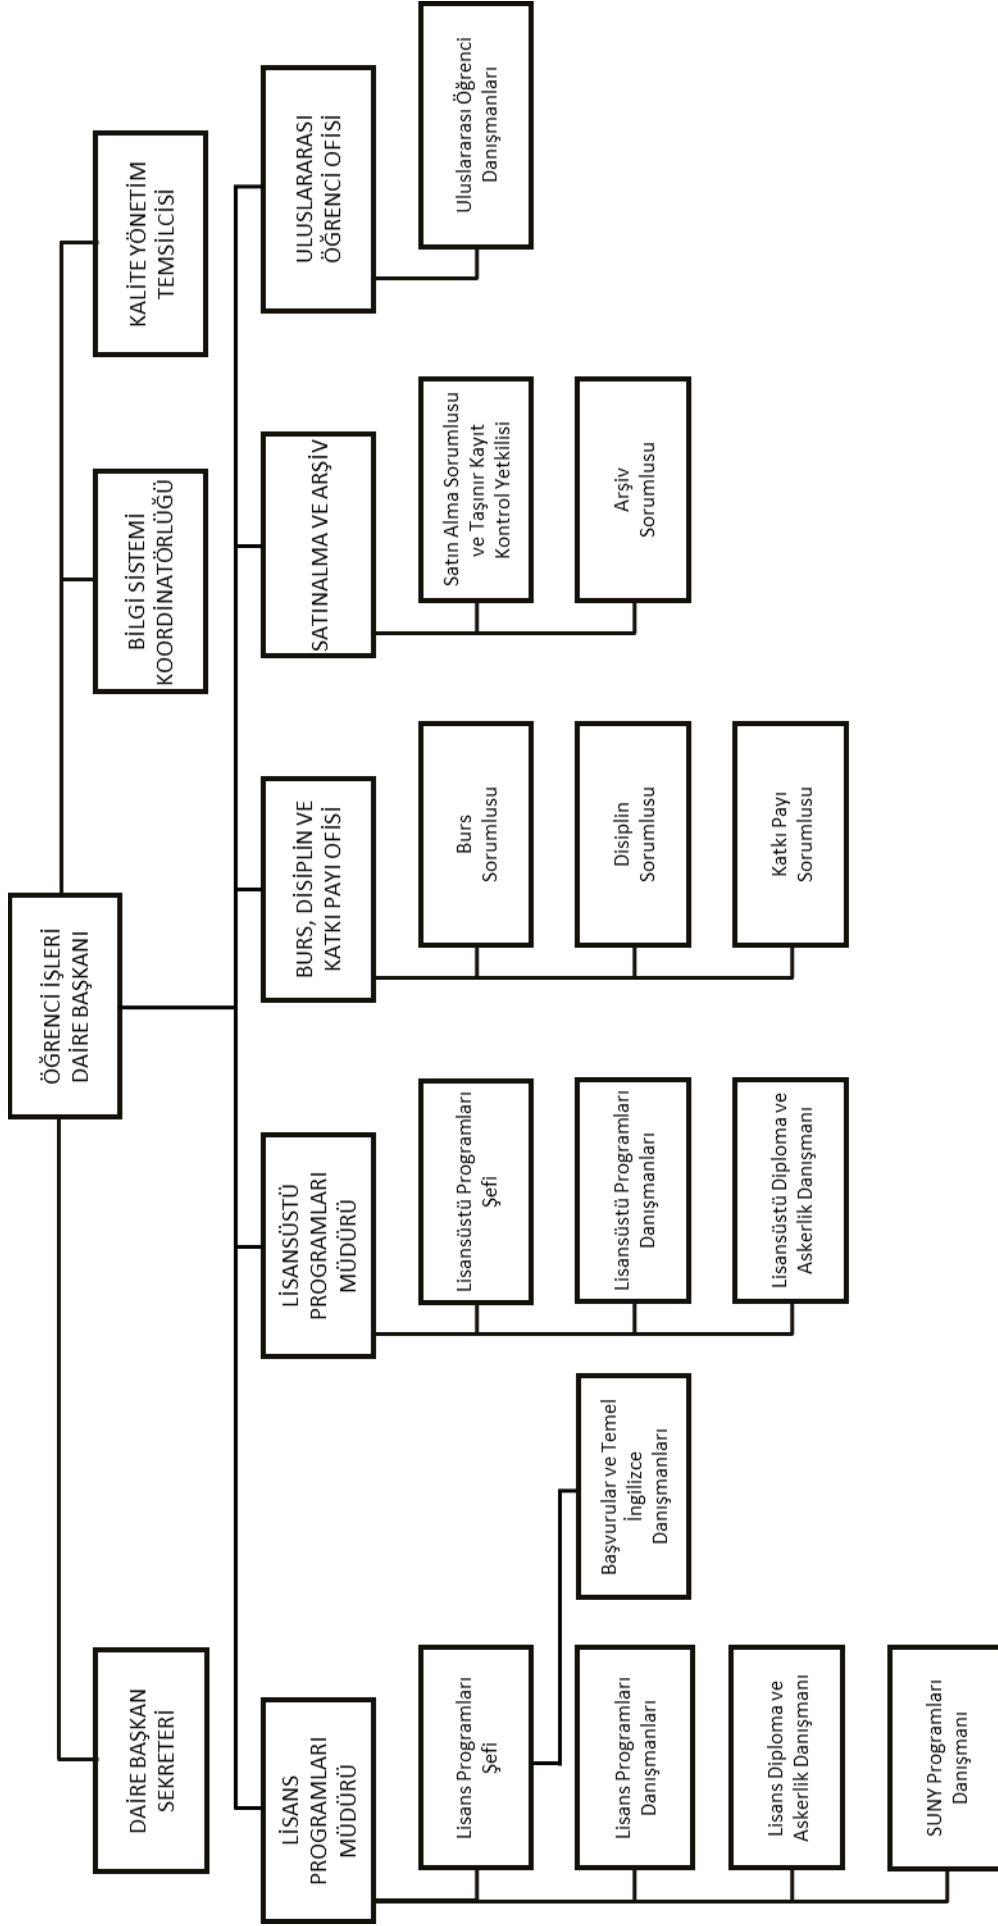 ÖĞRENCİ İŞLERİ
DAİRE BAŞKANI
DAİRE BAŞKAN
SEKRETERİ
BİLGİ SİSTEMİ
KOORDİNATÖRLÜĞÜ
KALİTE YÖNETİM
TEMSİLCİSİ
LİSANS
PROGRAMLARI
MÜDÜRÜ
LİSANSÜSTÜ
PROGRAMLARI
MÜDÜRÜ
BURS, DİSİPLİN VE
KATKI PAYI OFİSİ
SATINALMA VE ARŞİV
ULUSLARARASI
ÖĞRENCİ OFİSİ
Lisans Programları
Şefi
Başvurular ve Temel
İngilizce
Danışmanları
Lisans Programları
Danışmanları
Lisans Diploma ve
Askerlik Danışmanı
SUNY Programları
Danışmanı
Lisansüstü Programları
Şefi
Lisansüstü Programları
Danışmanları
Lisansüstü Diploma ve
Askerlik Danışmanı
Burs
Sorumlusu
Disiplin
Sorumlusu
Katkı Payı
Sorumlusu
Satın Alma Sorumlusu
ve Taşınır Kayıt
Kontrol Yetkilisi
Arşiv
Sorumlusu
Uluslararası Öğrenci
Danışmanları